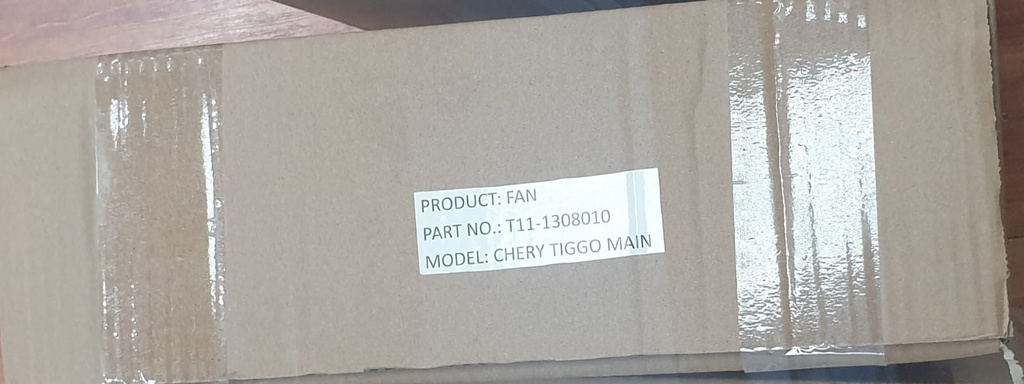 PRODUCT: FAN
PART NO.: T11-1308010
MODEL: CHERY TIGGO MAIN